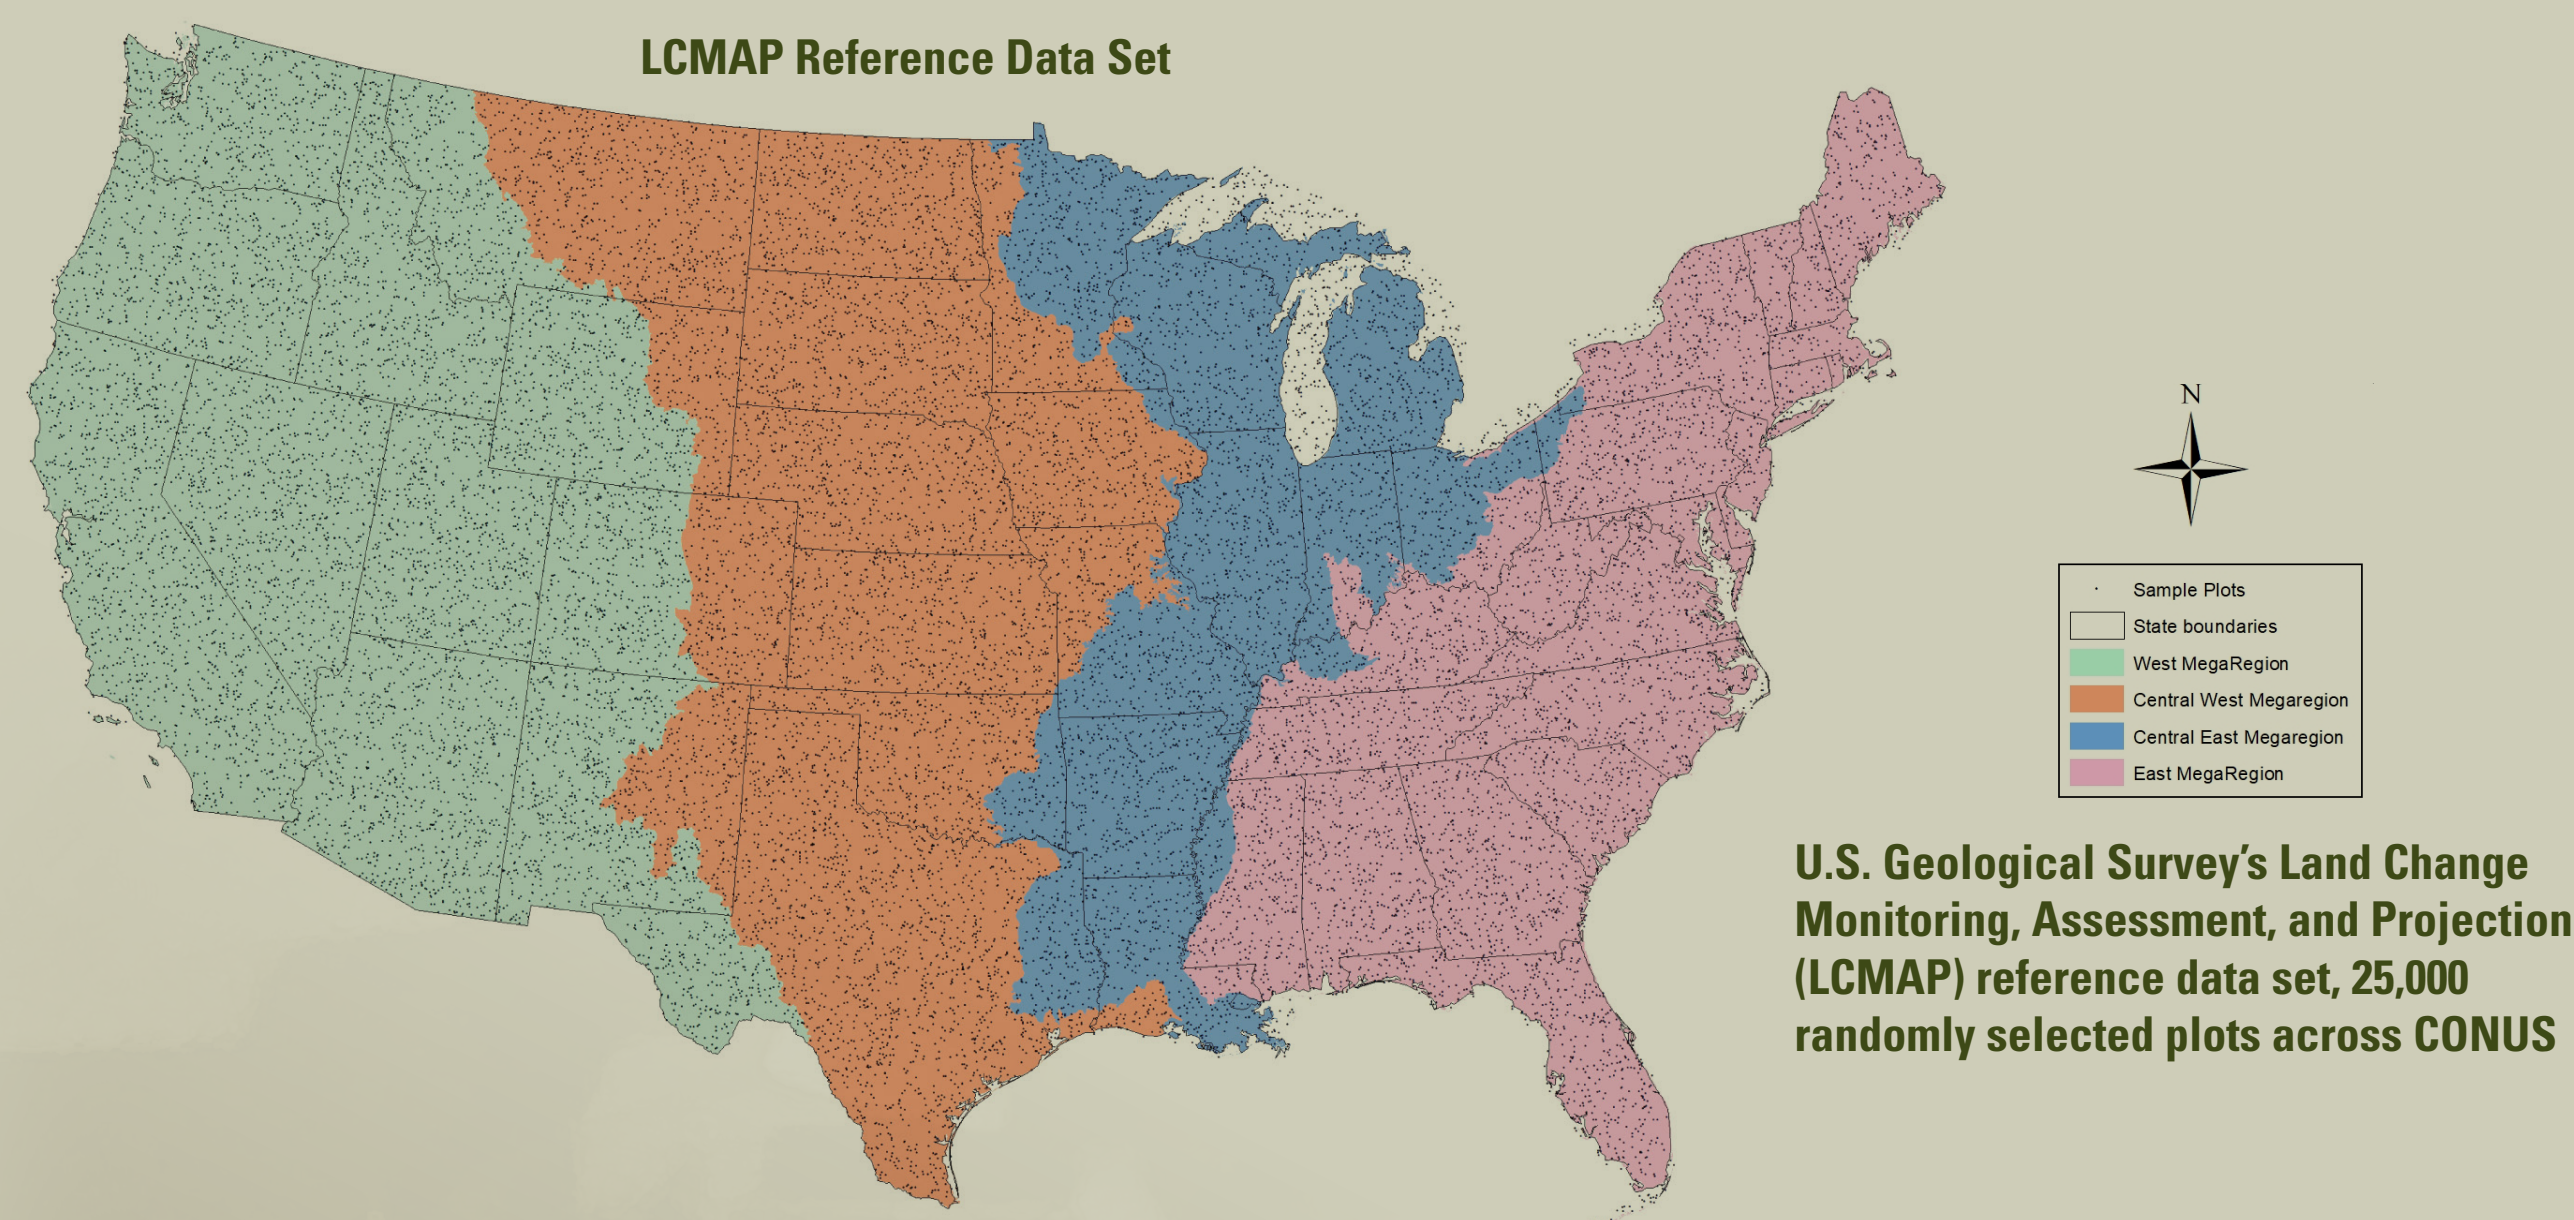 LCMAP Reference Data Set
N
Sample Plots
State boundaries
West MegaRegion
Central West Megaregion
Central East Megaregion
East MegaRegion
U.S. Geological Survey’s Land Change
Monitoring, Assessment, and Projection
(LCMAP) reference data set, 25,000
randomly selected plots across CONUS